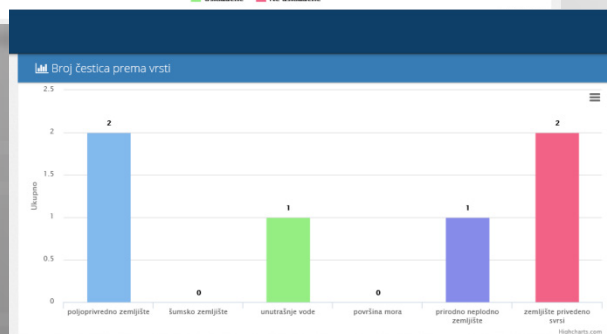 Broj čestica prema vrsti
2.5
2
1.5
1
0.5
0
Ukupno
2
0
1
0
1
2
poljoprivredno zemljište
šumsko zemljište
unutrašnje vode
površina mora
prirodno neplodno
zemljište
zemljište privedeno
svrsi
Highcharts.com